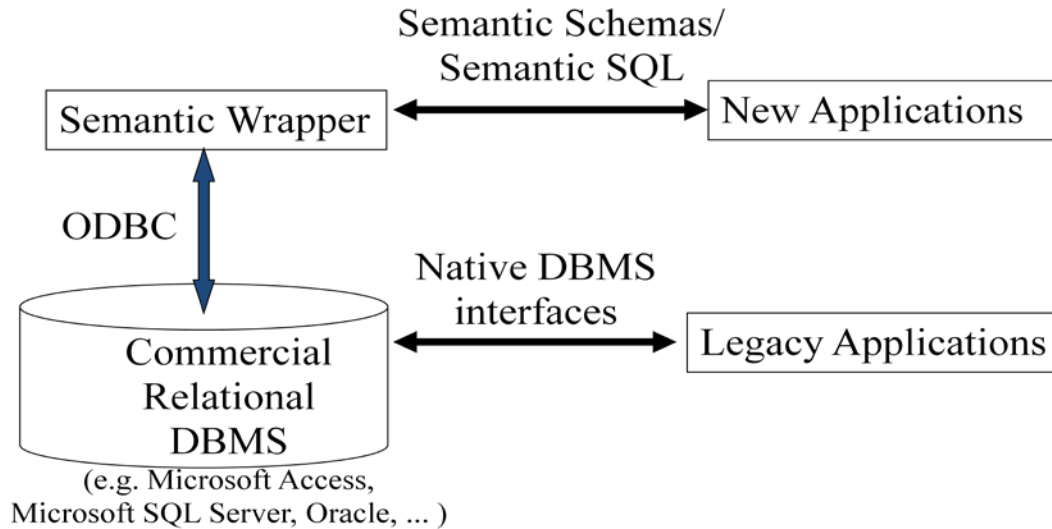 Semantic Schemas/
Semantic SQL
Semantic Wrapper
New Applications
ODBC
Native DBMS
interfaces
Commercial
Relational
DBMS
Legacy Applications
(e.g. Microsoft Access,
Microsoft SQL Server, Oracle, ... )